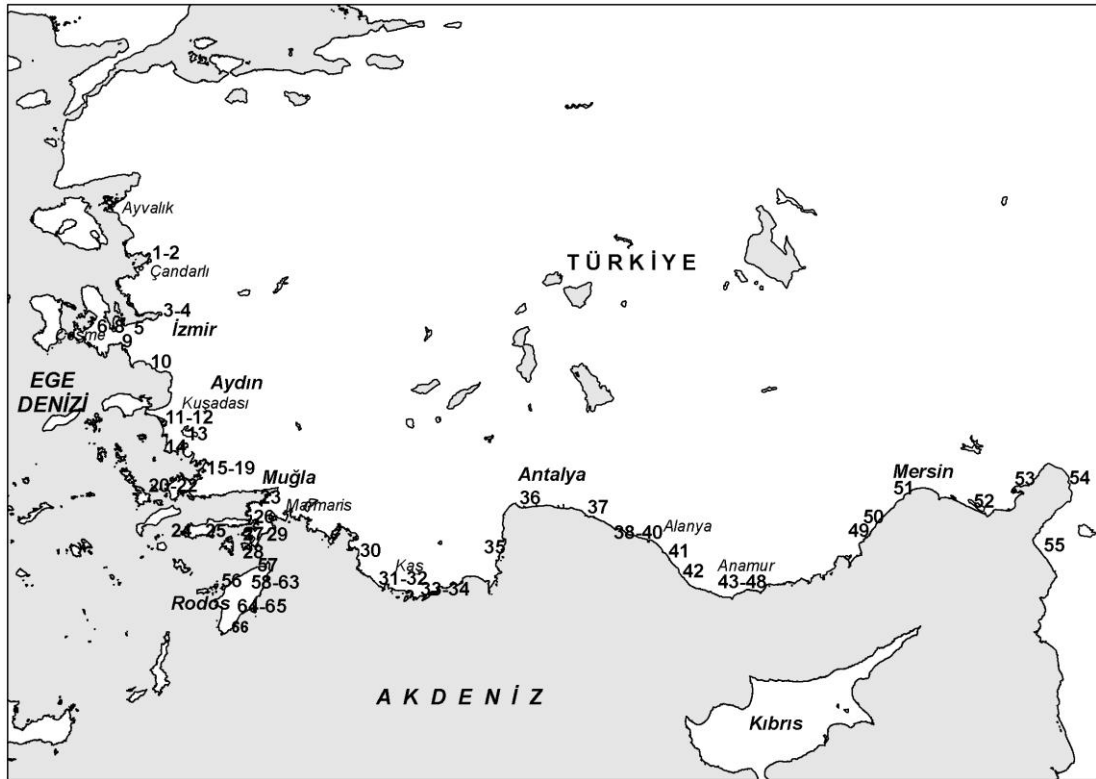 Ayvalık
1-2
Çandarlı
TÜRKİYE
3-4
6-8
5
İzmir
Çeşme
9
10
EGE
DENİZİ
Aydın
Kuşadası
11-12
13
14
15-19
20-22
Muğla
23
Marmaris
26
24
25
27
29
28
30
Kaş
31-32
33-34
35
Antalya
36
37
38-40
Alanya
41
42
Anamur
43-48
49
50
Mersin
51
52
53
54
55
57
56
58-63
Rodos
64-65
66
AKDENİZ
Kıbrıs